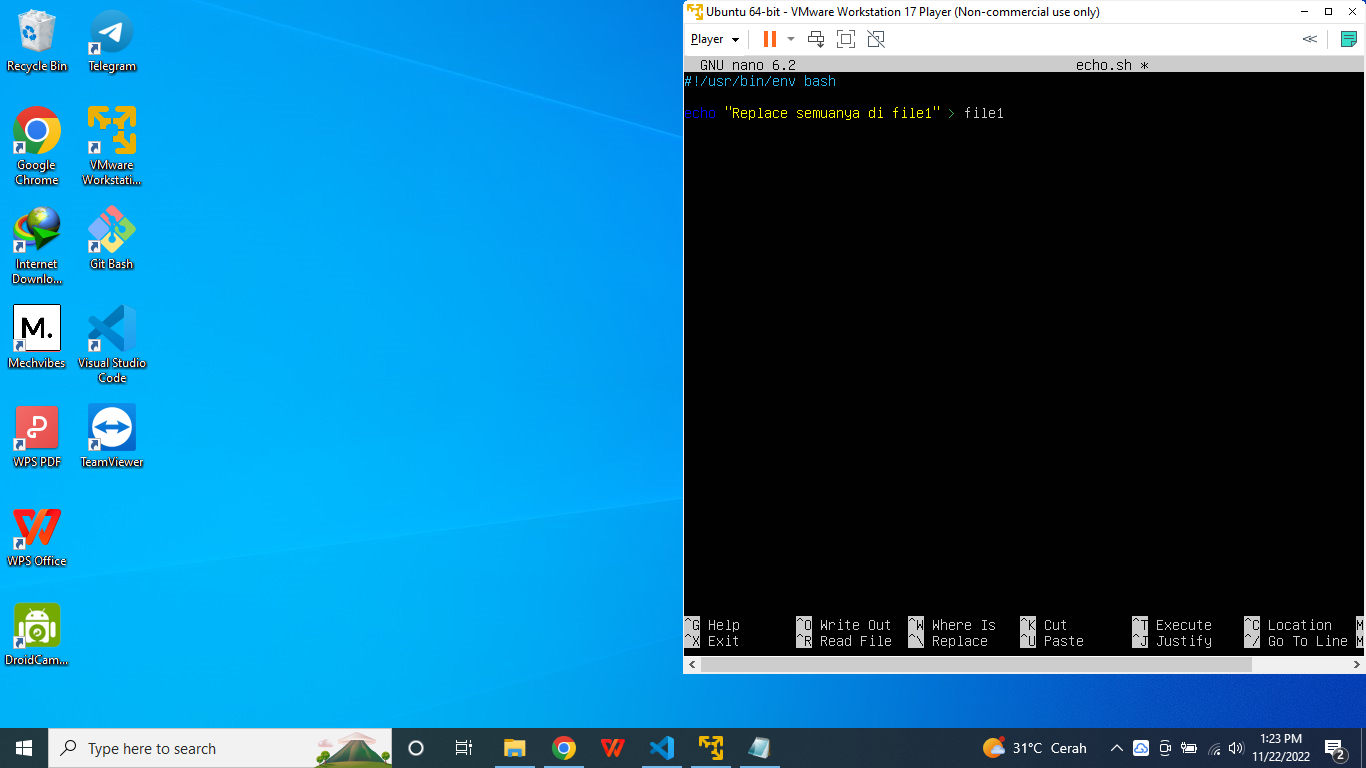 Recycle Bin
Telegram
Google
Chrome
VMware
Workstati...
Internet
Downlo...
Git Bash
M.
Mechvibes
Visual Studio
Code
WPS PDF
TeamViewer
WPS Office
DroidCam...
Ubuntu 64-bit - VMware Workstation 17 Player (Non-commercial use only)
Player
GNU nano 6.2 echo.sh *
#!/usr/bin/env bash
echo "Replace semuanya di file1" > file1
^G Help ^O Write Out ^W Where Is ^K Cut ^T Execute ^C Location M
^X Exit ^R Read File ^\ Replace ^U Paste ^J Justify ^/ Go To Line M
Type here to search
31°C Cerah
1:23 PM
11/22/2022
2